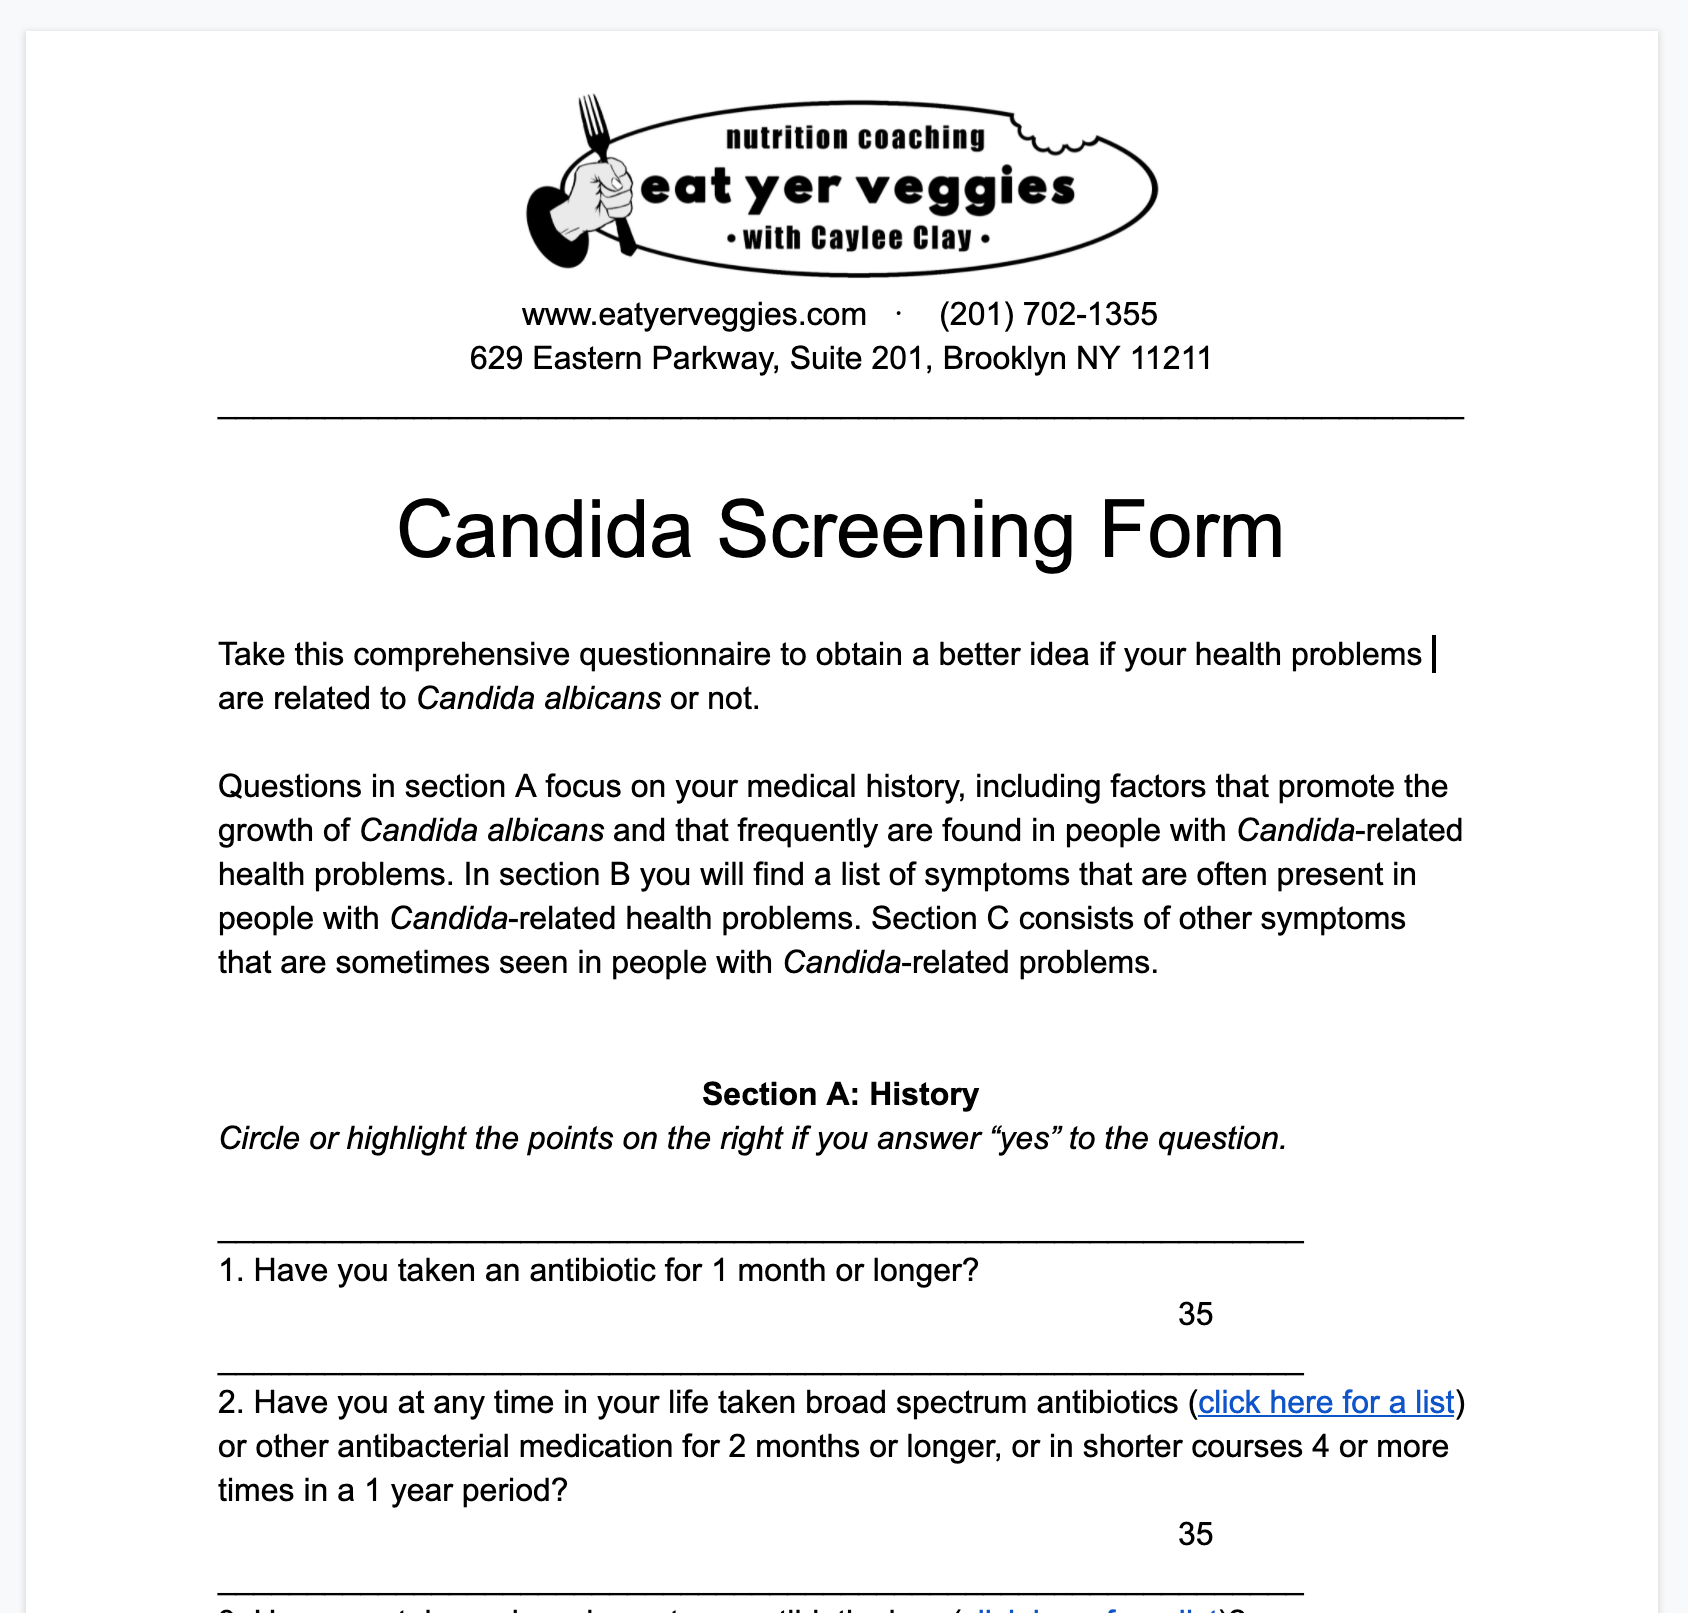 nutrition coaching
eat yer veggies
• with Caylee Clay •
www.eatyerveggies.com · (201) 702-1355
629 Eastern Parkway, Suite 201, Brooklyn NY 11211
Candida Screening Form
Take this comprehensive questionnaire to obtain a better idea if your health problems
are related to Candida albicans or not.
Questions in section A focus on your medical history, including factors that promote the
growth of Candida albicans and that frequently are found in people with Candida-related
health problems. In section B you will find a list of symptoms that are often present in
people with Candida-related health problems. Section C consists of other symptoms
that are sometimes seen in people with Candida-related problems.
Section A: History
Circle or highlight the points on the right if you answer “yes” to the question.
1. Have you taken an antibiotic for 1 month or longer?
35
2. Have you at any time in your life taken broad spectrum antibiotics (click here for a list)
or other antibacterial medication for 2 months or longer, or in shorter courses 4 or more
times in a 1 year period?
35